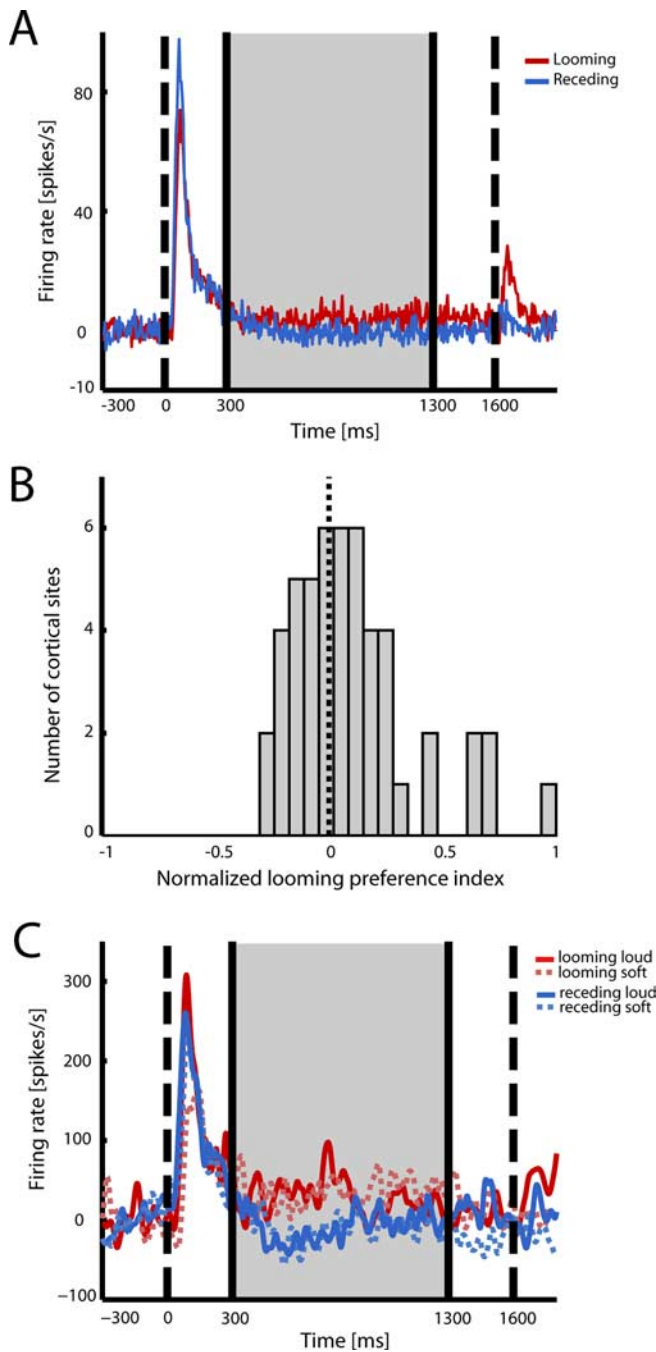 A
Firing rate [spikes/s]
80
40
0
-10
Looming
Receding
-300 0 300 1300 1600
Time [ms]
B
Number of cortical sites
6
4
2
0
-1 -0.5 0 0.5 1
Normalized looming preference index
C
Firing rate [spikes/s]
300
200
100
0
−100
looming loud
looming soft
receding loud
receding soft
−300 0 300 1300 1600
Time [ms]